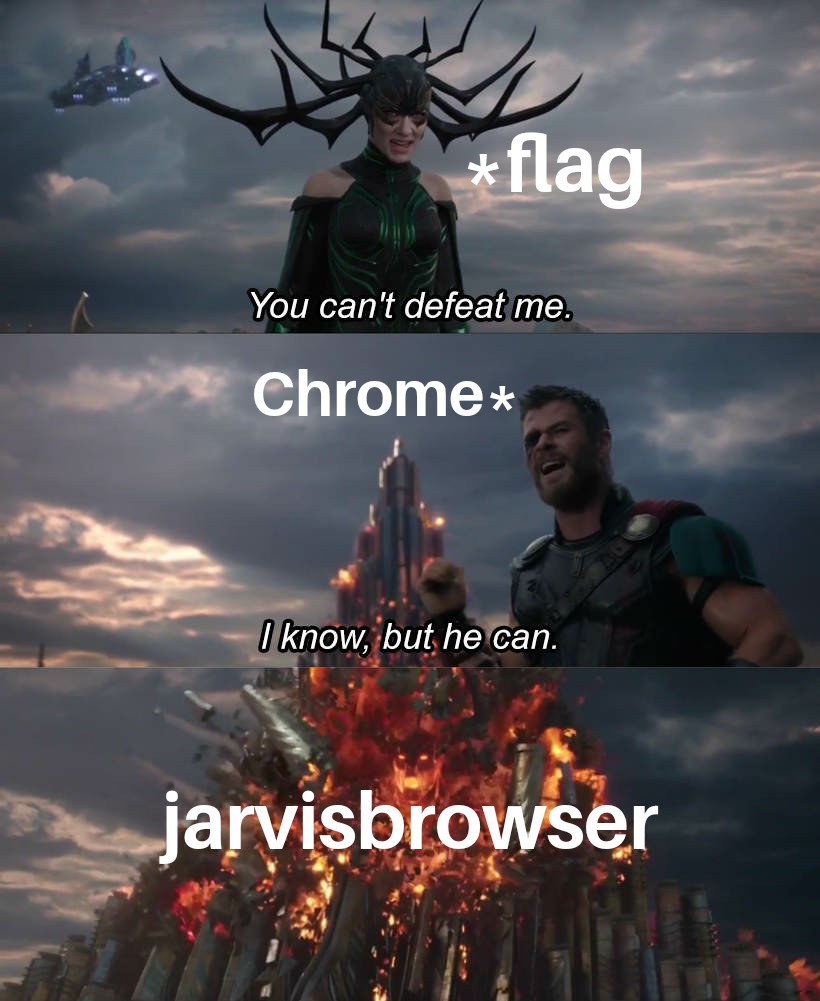 *flag
You can't defeat me.
Chrome*
I know, but he can.
jarvisbrowser